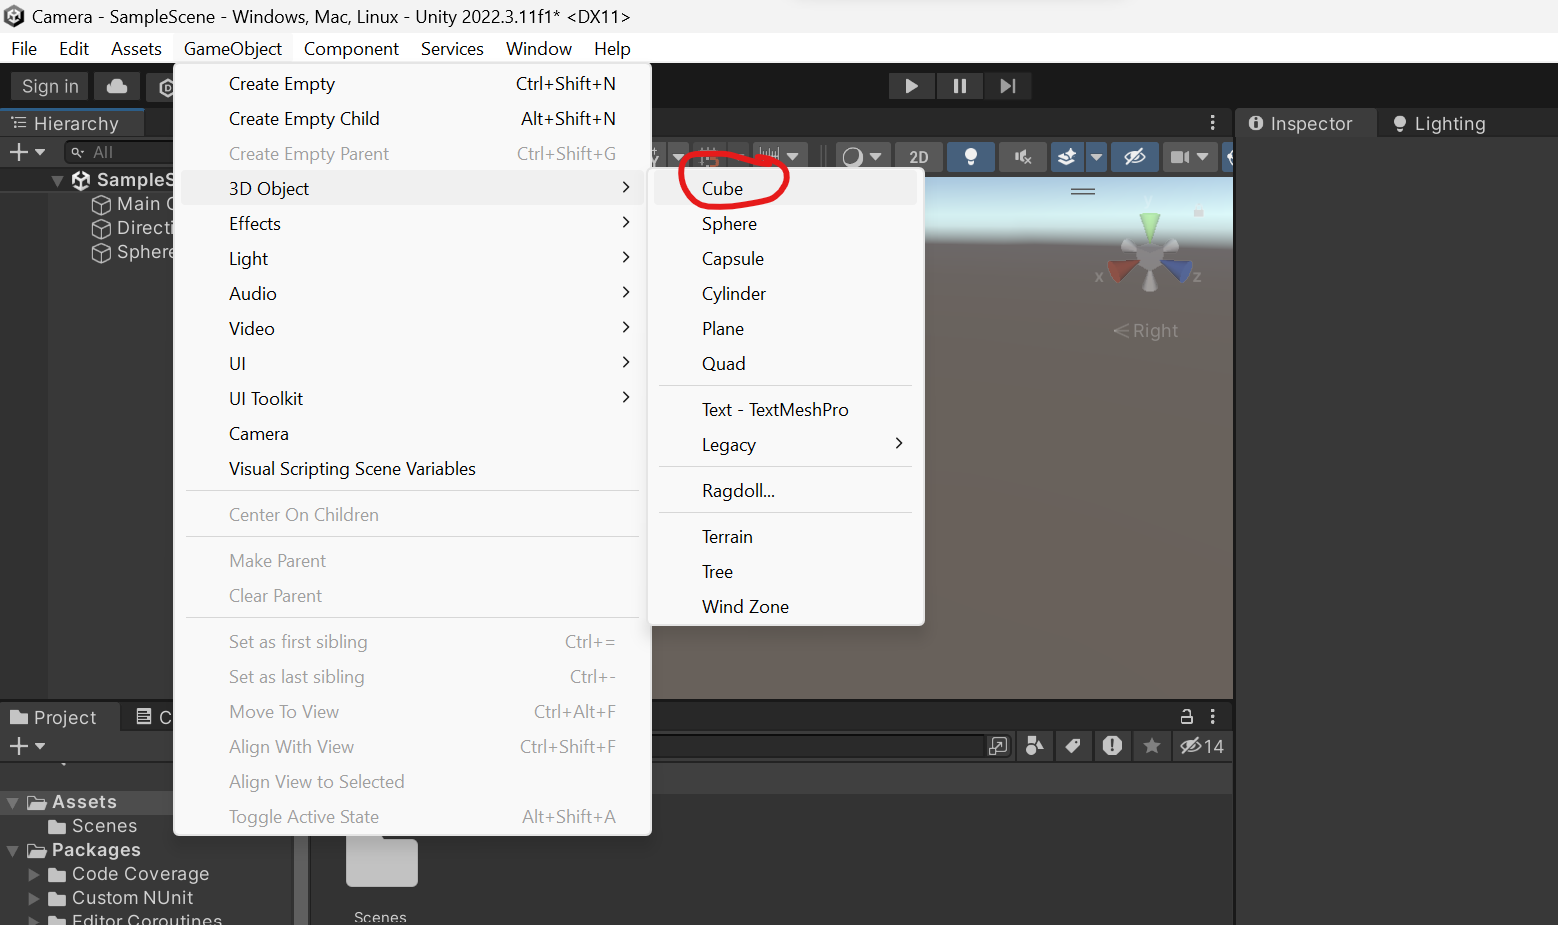 Camera - SampleScene - Windows, Mac, Linux - Unity 2022.3.11f1* <DX11>
File Edit Assets GameObject Component Services Window Help
Sign in
Hierarchy
All
SampleS
Main C
Directi
Sphere
Create Empty Ctrl+Shift+N
Create Empty Child Alt+Shift+N
Create Empty Parent Ctrl+Shift+G
3D Object
Effects
Light
Audio
Video
UI
UI Toolkit
Camera
Visual Scripting Scene Variables
Center On Children
Make Parent
Clear Parent
Set as first sibling Ctrl+=
Set as last sibling Ctrl+-
Move To View Ctrl+Alt+F
Align With View Ctrl+Shift+F
Align View to Selected
Toggle Active State Alt+Shift+A
Cube
Sphere
Capsule
Cylinder
Plane
Quad
Text - TextMeshPro
Legacy
Ragdoll...
Terrain
Tree
Wind Zone
2D
x z
Right
Inspector Lighting
Project C
14
Assets
Scenes
Packages
Code Coverage
Custom NUnit
Editor Coroutines
Scenes